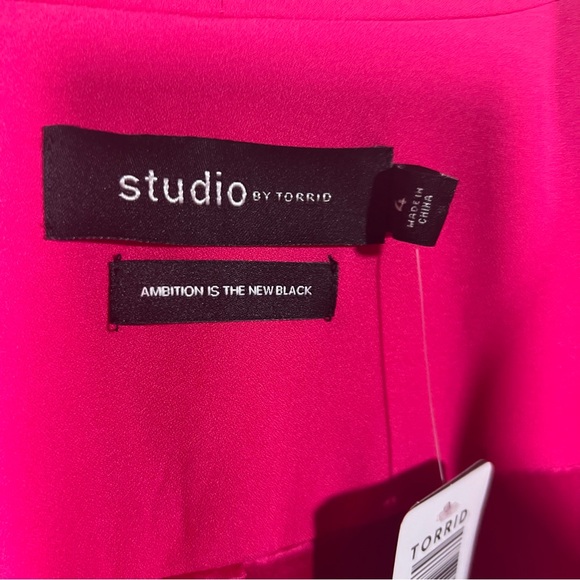 studio BY TORRID
4
MADE IN
CHINA
AMBITION IS THE NEW BLACK
TORRID